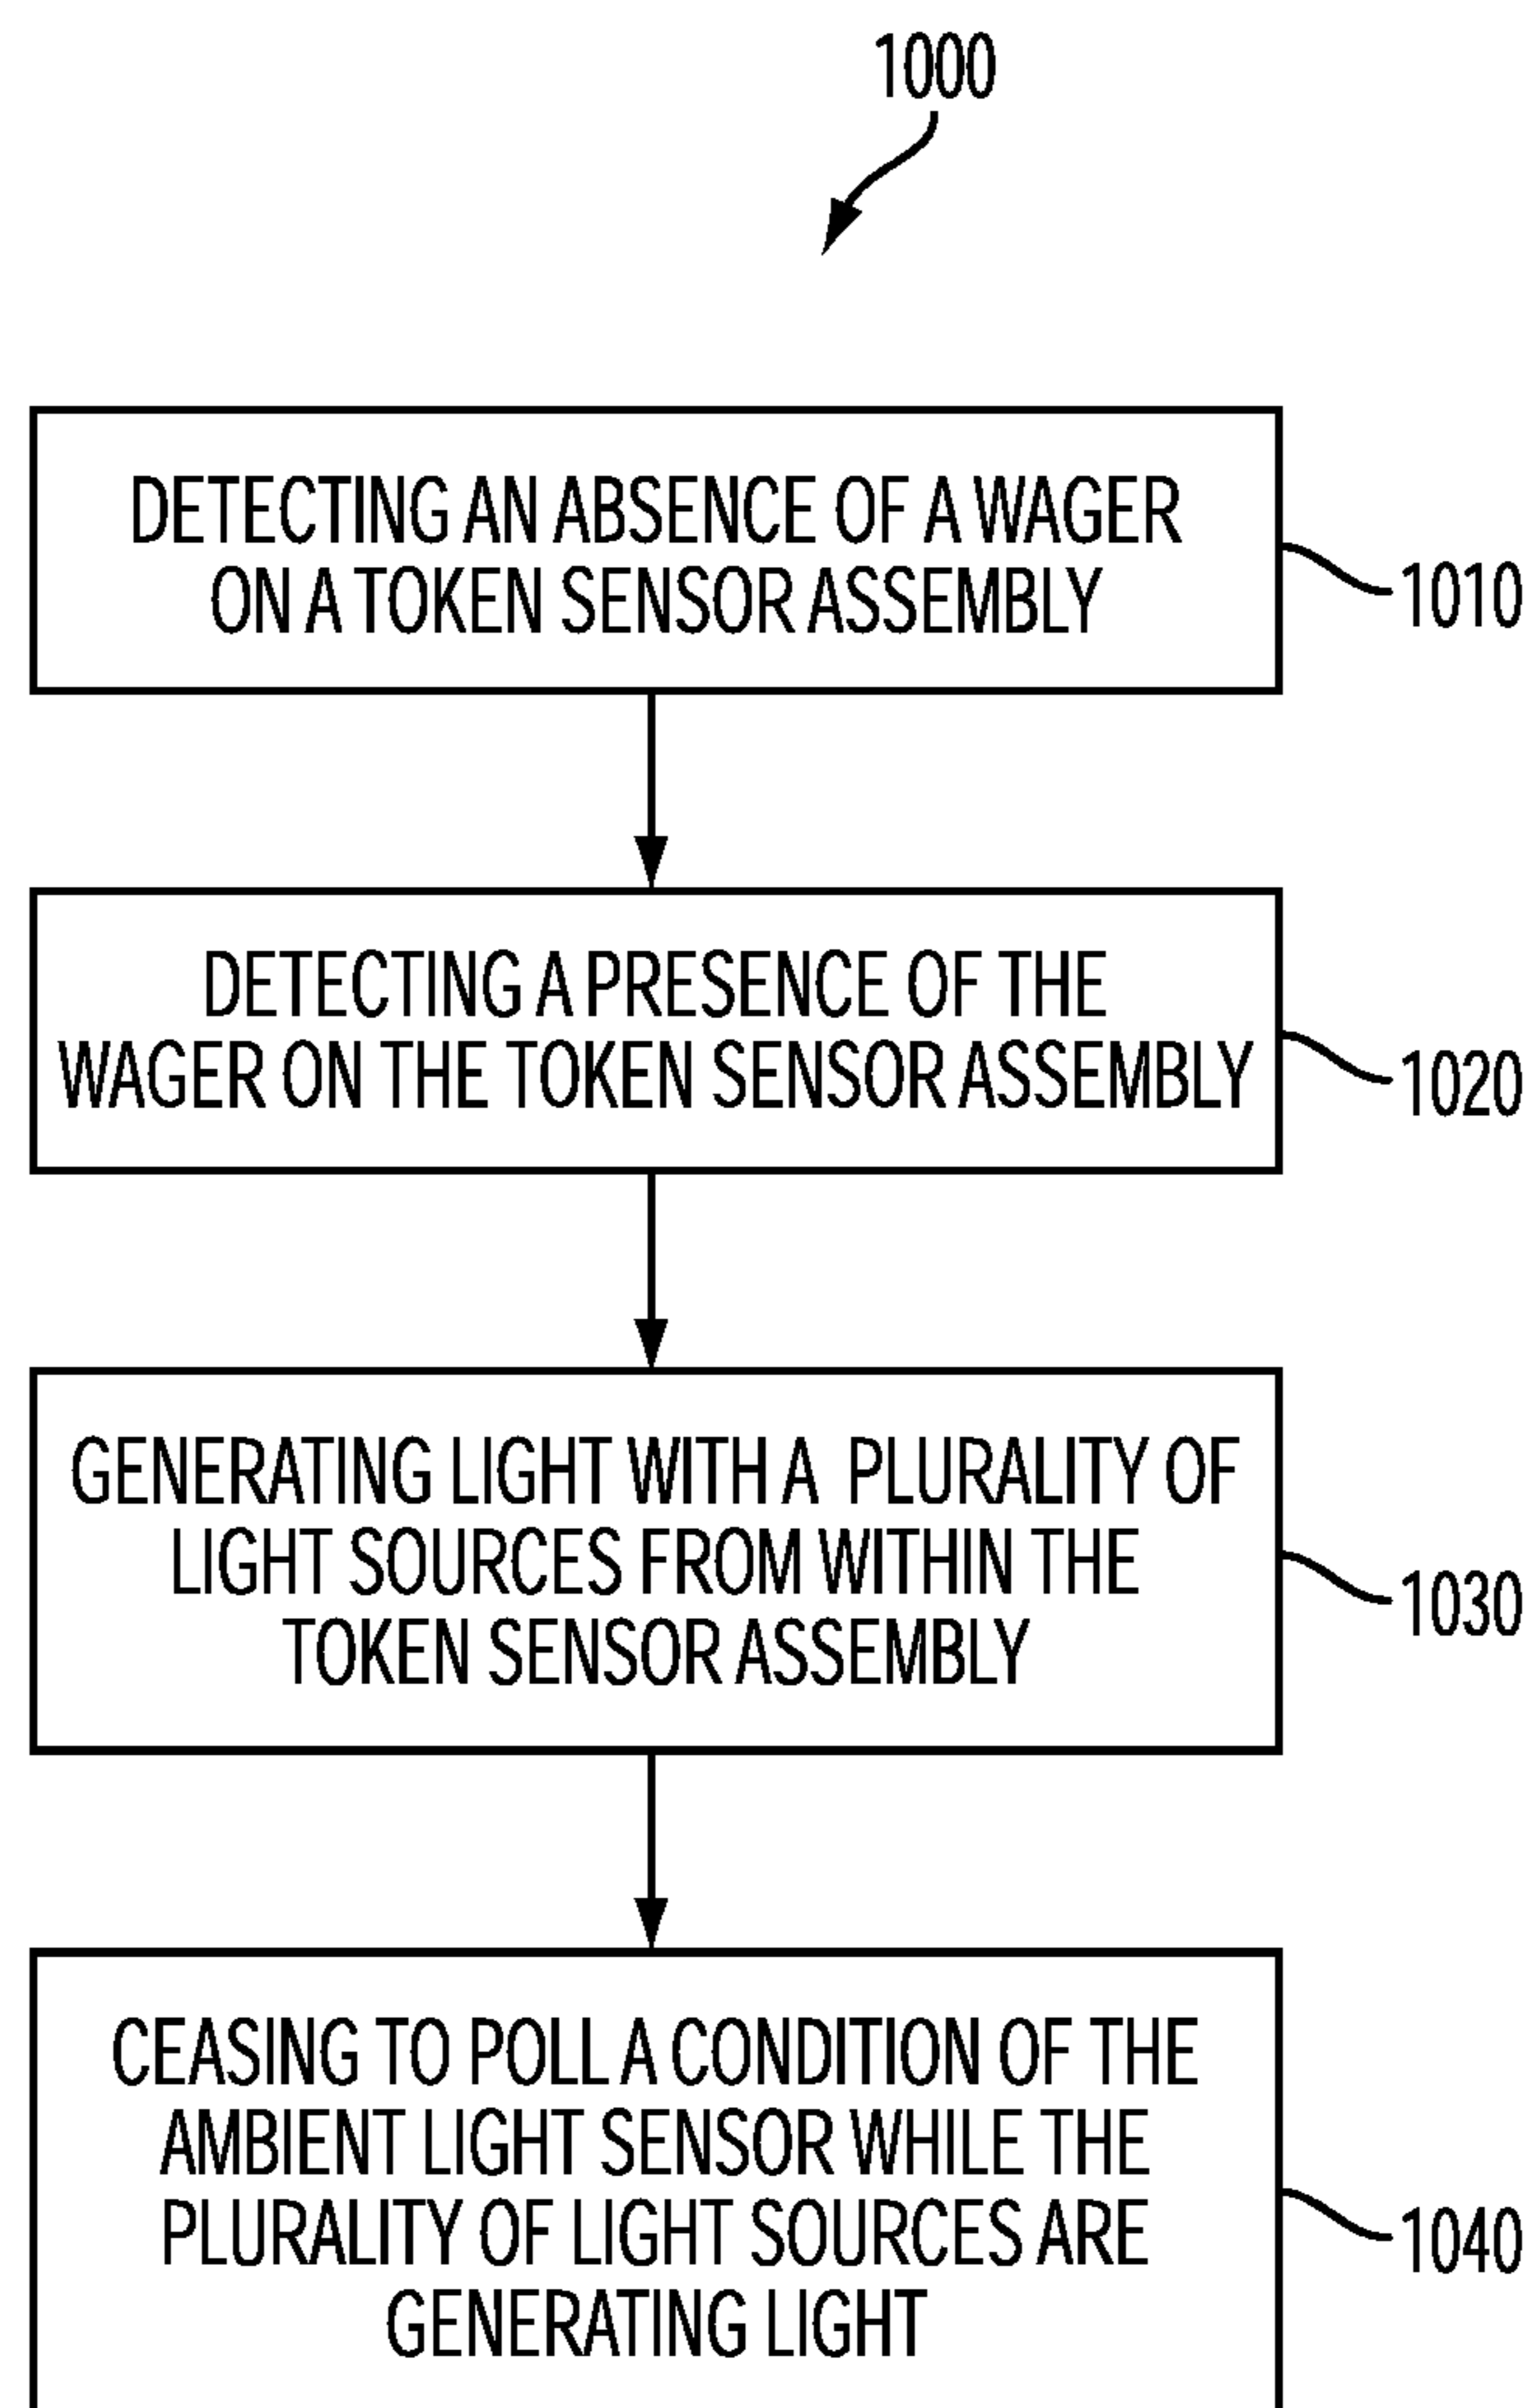 1000
DETECTING AN ABSENCE OF A WAGER
ON A TOKEN SENSOR ASSEMBLY
1010
DETECTING A PRESENCE OF THE
WAGER ON THE TOKEN SENSOR ASSEMBLY
1020
GENERATING LIGHT WITH A PLURALITY OF
LIGHT SOURCES FROM WITHIN THE
TOKEN SENSOR ASSEMBLY
1030
CEASING TO POLL A CONDITION OF THE
AMBIENT LIGHT SENSOR WHILE THE
PLURALITY OF LIGHT SOURCES ARE
GENERATING LIGHT
1040